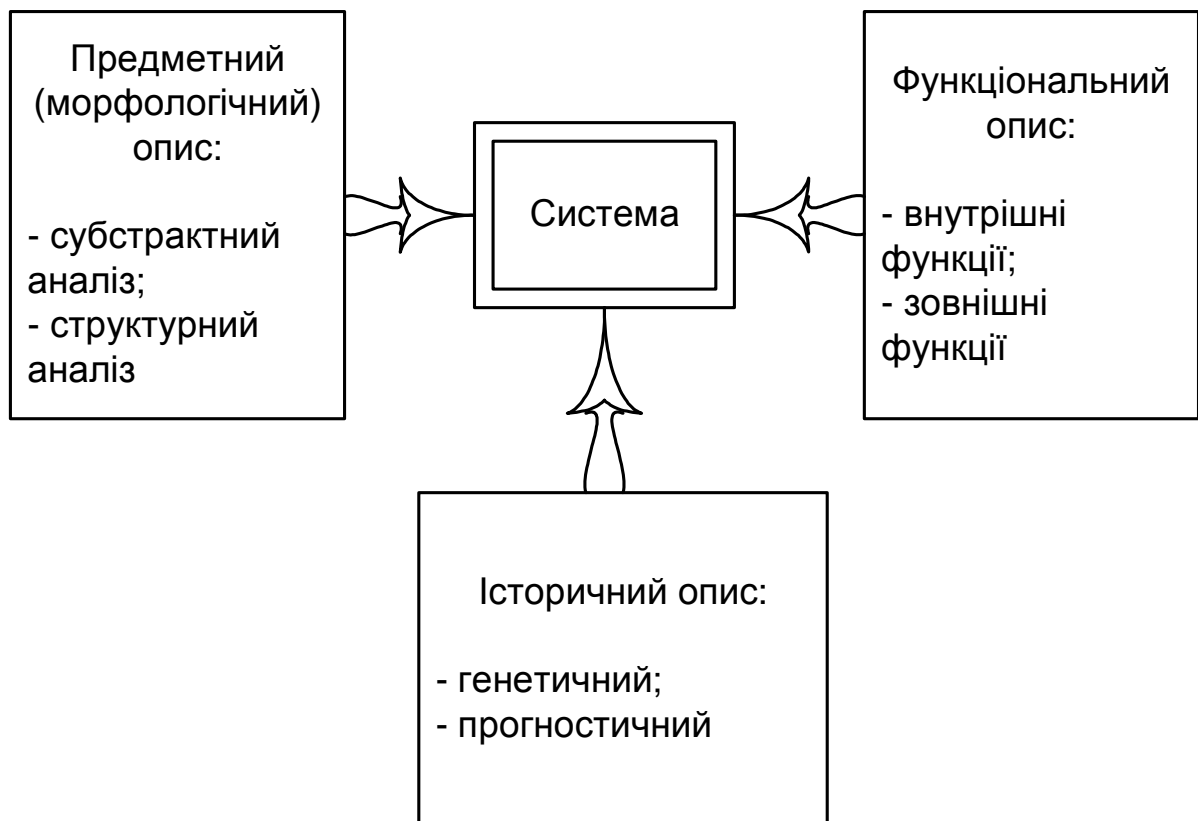 Предметний
(морфологічний)
опис:
- субстрактний
аналіз;
- структурний
аналіз
Система
Функціональний
опис:
- внутрішні
функції;
- зовнішні
функції
Історичний опис:
- генетичний;
- прогностичний